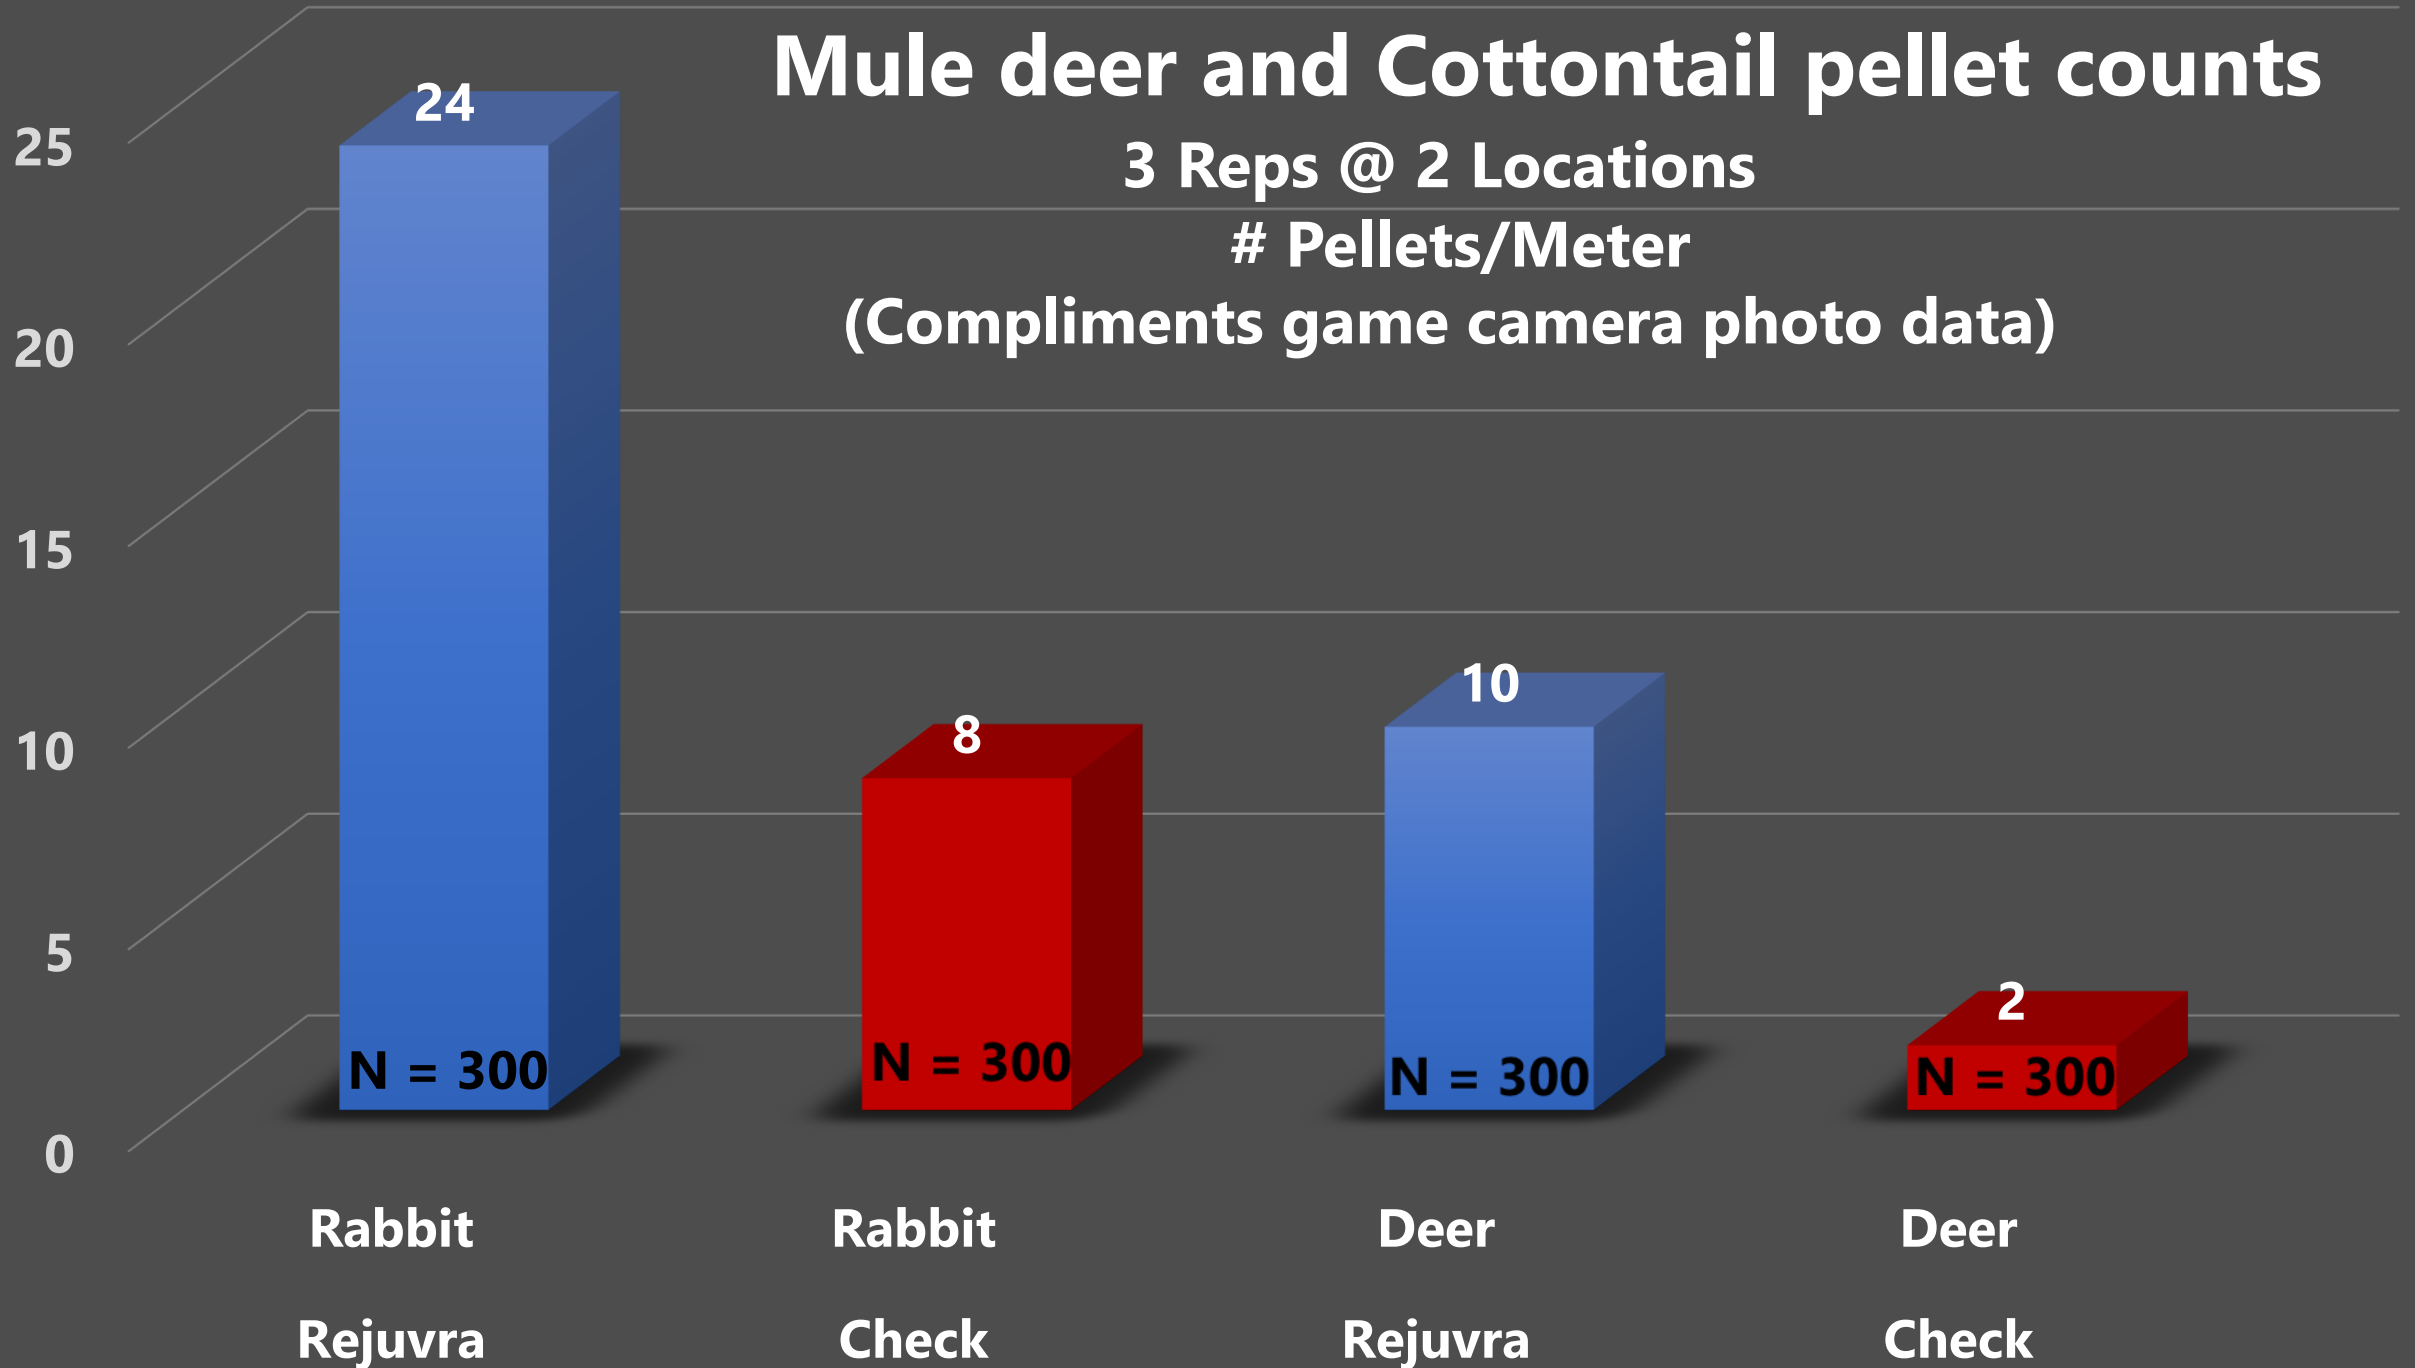 Mule deer and Cottontail pellet counts
3 Reps @ 2 Locations
# Pellets/Meter
(Compliments game camera photo data)
25
20
15
10
5
0
24
8
10
2
N = 300
N = 300
N = 300
N = 300
Rabbit
Rejuvra
Rabbit
Check
Deer
Rejuvra
Deer
Check